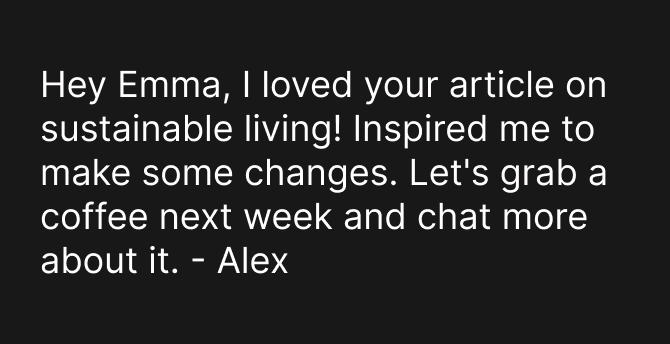 Hey Emma, I loved your article on
sustainable living! Inspired me to
make some changes. Let's grab a
coffee next week and chat more
about it. - Alex